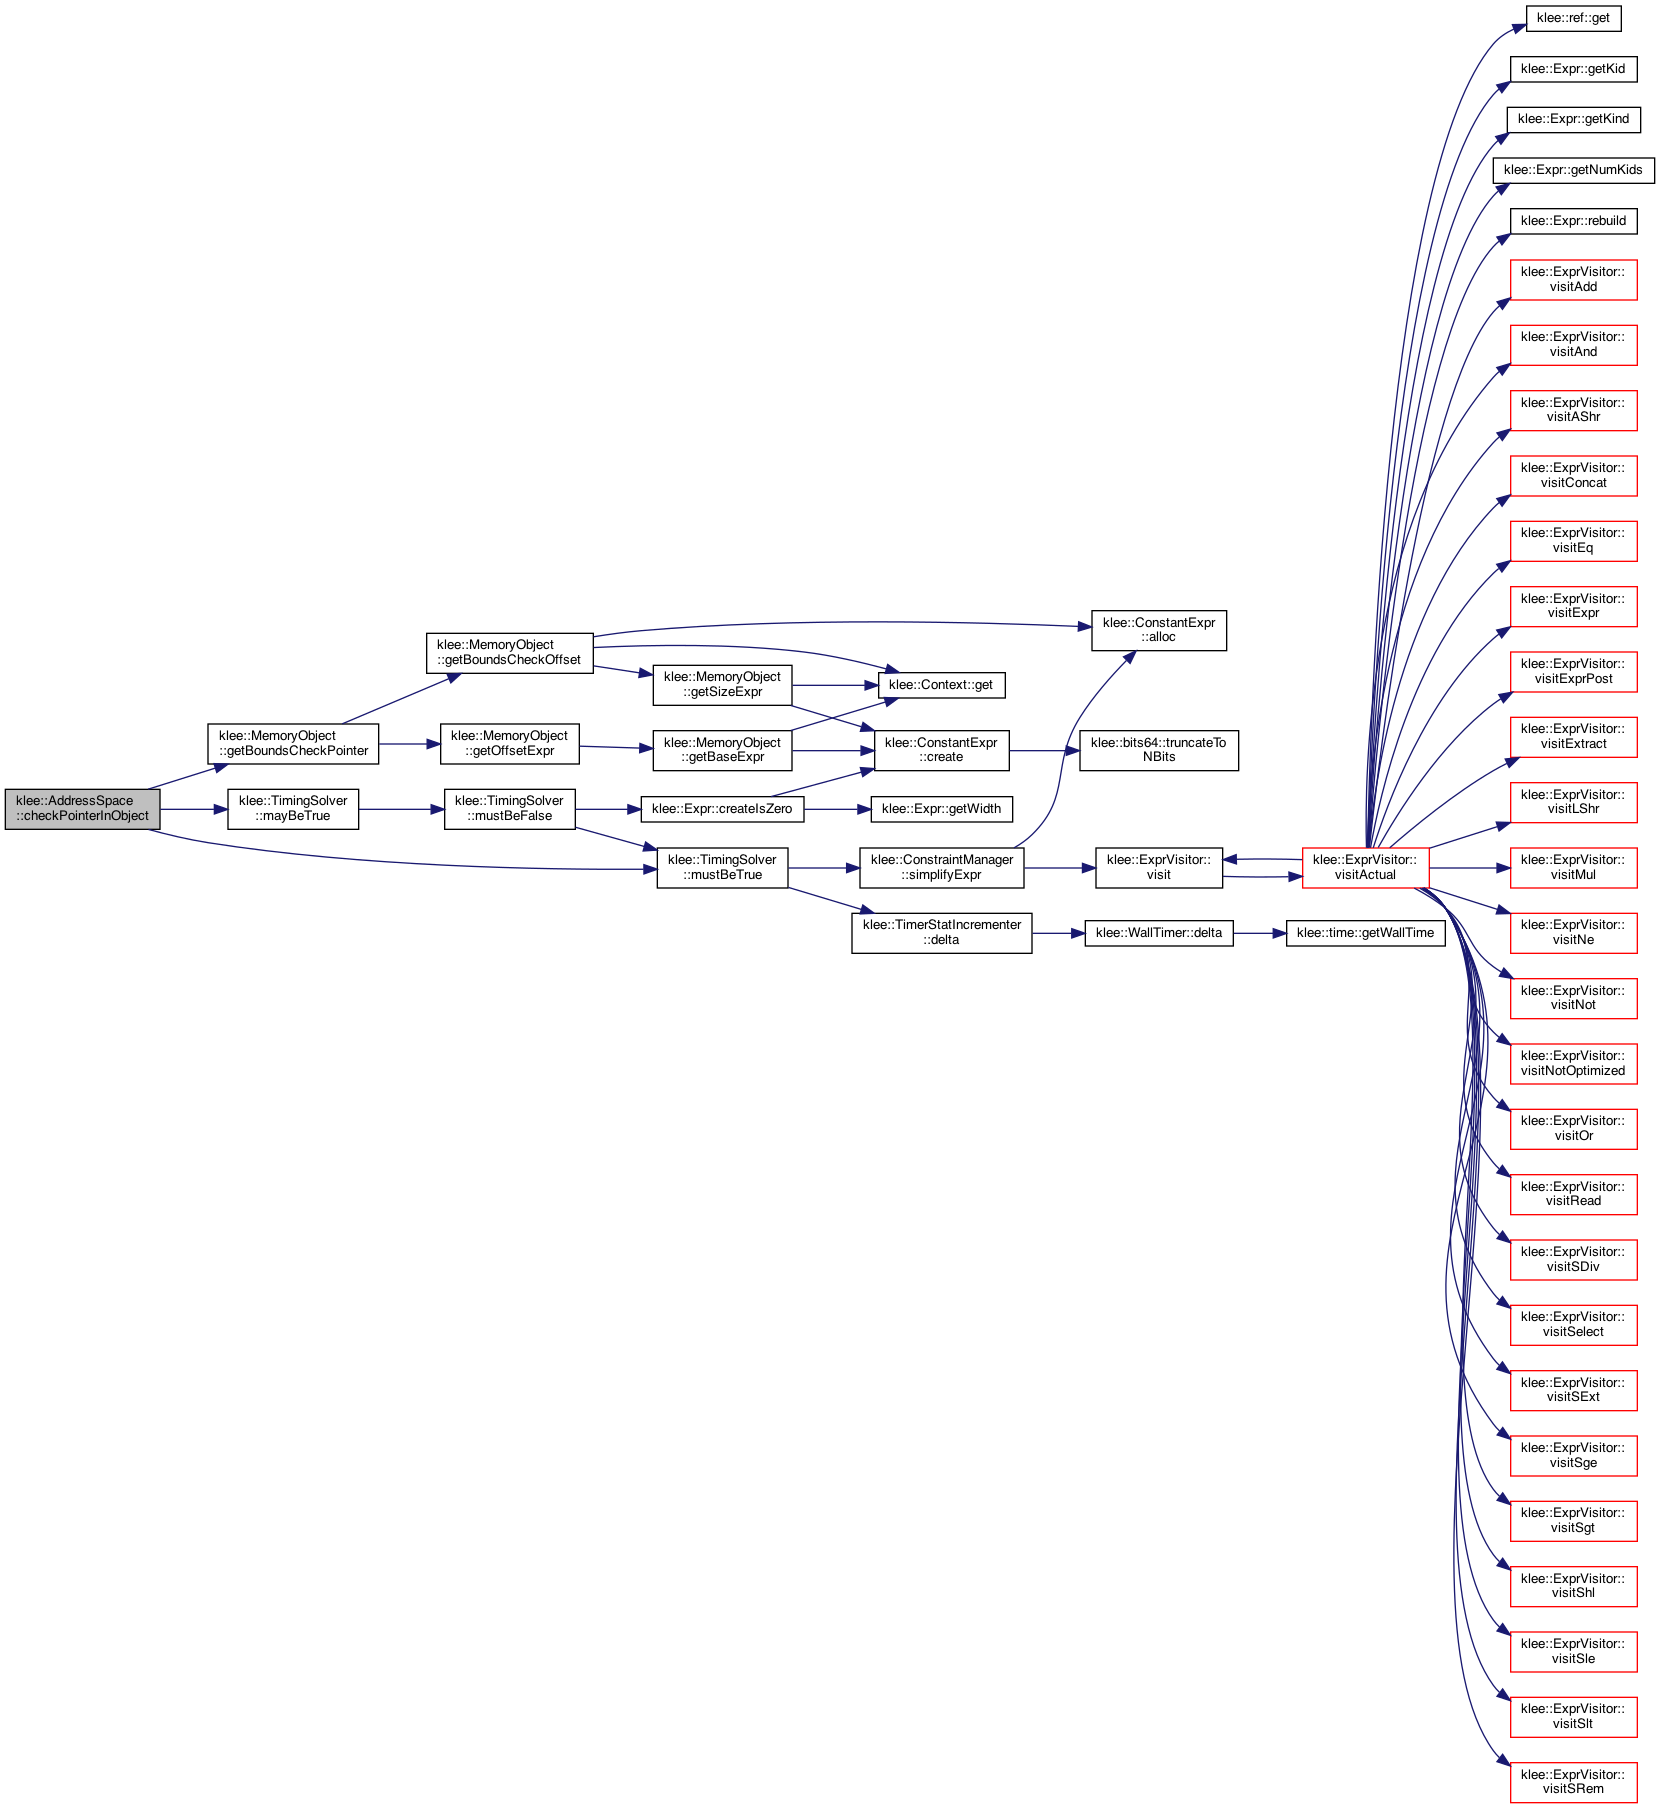 klee::AddressSpace
::checkPointerInObject
klee::MemoryObject
::getBoundsCheckPointer
klee::TimingSolver
::mayBeTrue
klee::MemoryObject
::getBoundsCheckOffset
klee::MemoryObject
::getOffsetExpr
klee::TimingSolver
::mustBeFalse
klee::MemoryObject
::getSizeExpr
klee::MemoryObject
::getBaseExpr
klee::Expr::createIsZero
klee::TimingSolver
::mustBeTrue
klee::Context::get
klee::ConstantExpr
::create
klee::Expr::getWidth
klee::ConstraintManager
::simplifyExpr
klee::TimerStatIncrementer
::delta
klee::ConstantExpr
::alloc
klee::bits64::truncateTo
NBits
klee::ExprVisitor::
visit
klee::WallTimer::delta
klee::ExprVisitor::
visitActual
klee::time::getWallTime
klee::ref::get
klee::Expr::getKid
klee::Expr::getKind
klee::Expr::getNumKids
klee::Expr::rebuild
klee::ExprVisitor::
visitAdd
klee::ExprVisitor::
visitAnd
klee::ExprVisitor::
visitAShr
klee::ExprVisitor::
visitConcat
klee::ExprVisitor::
visitEq
klee::ExprVisitor::
visitExpr
klee::ExprVisitor::
visitExprPost
klee::ExprVisitor::
visitExtract
klee::ExprVisitor::
visitLShr
klee::ExprVisitor::
visitMul
klee::ExprVisitor::
visitNe
klee::ExprVisitor::
visitNot
klee::ExprVisitor::
visitNotOptimized
klee::ExprVisitor::
visitOr
klee::ExprVisitor::
visitRead
klee::ExprVisitor::
visitSDiv
klee::ExprVisitor::
visitSelect
klee::ExprVisitor::
visitSExt
klee::ExprVisitor::
visitSge
klee::ExprVisitor::
visitSgt
klee::ExprVisitor::
visitShl
klee::ExprVisitor::
visitSle
klee::ExprVisitor::
visitSlt
klee::ExprVisitor::
visitSRem